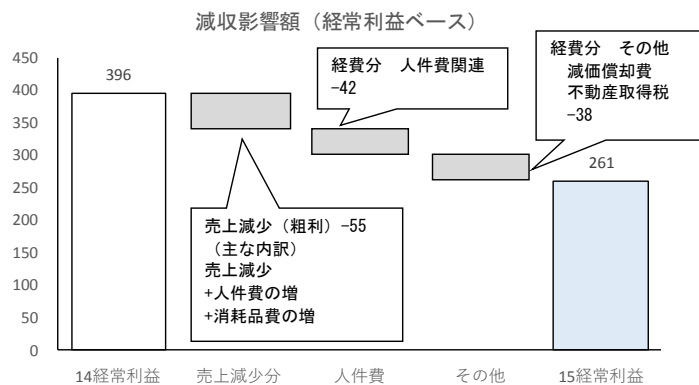 減収影響額（経常利益ベース）
450
400
350
300
250
200
150
100
50
0
396
経費分　人件費関連
−42
経費分　その他
減価償却費
不動産取得税
−38
261
売上減少（粗利）−55
（主な内訳）
売上減少
+人件費の増
+消耗品費の増
14経常利益
売上減少分
人件費
その他
15経常利益